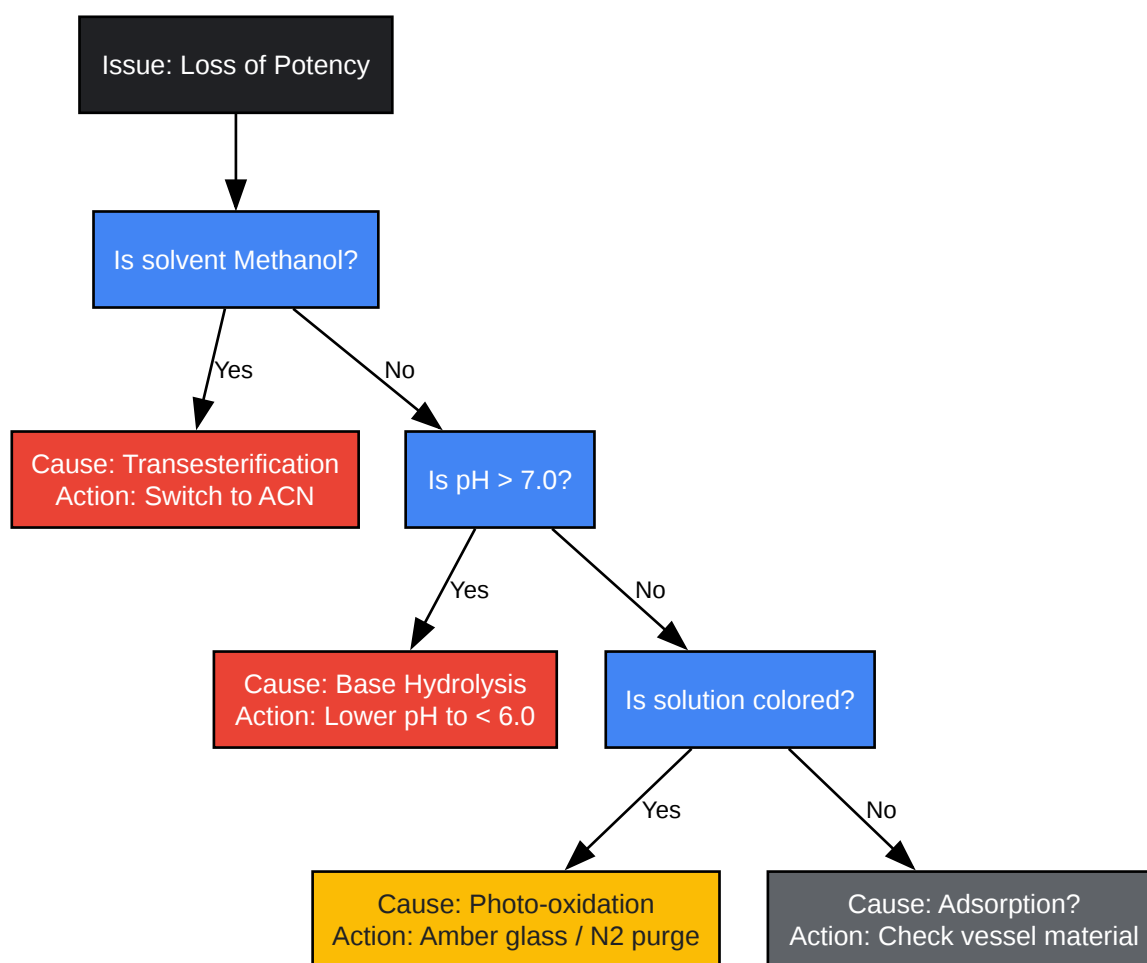 Issue: Loss of Potency
Is solvent Methanol?
Yes
No
Cause: Transesterification
Action: Switch to ACN
Is pH > 7.0?
Yes
No
Cause: Base Hydrolysis
Action: Lower pH to < 6.0
Is solution colored?
Yes
No
Cause: Photo-oxidation
Action: Amber glass / N2 purge
Cause: Adsorption?
Action: Check vessel material